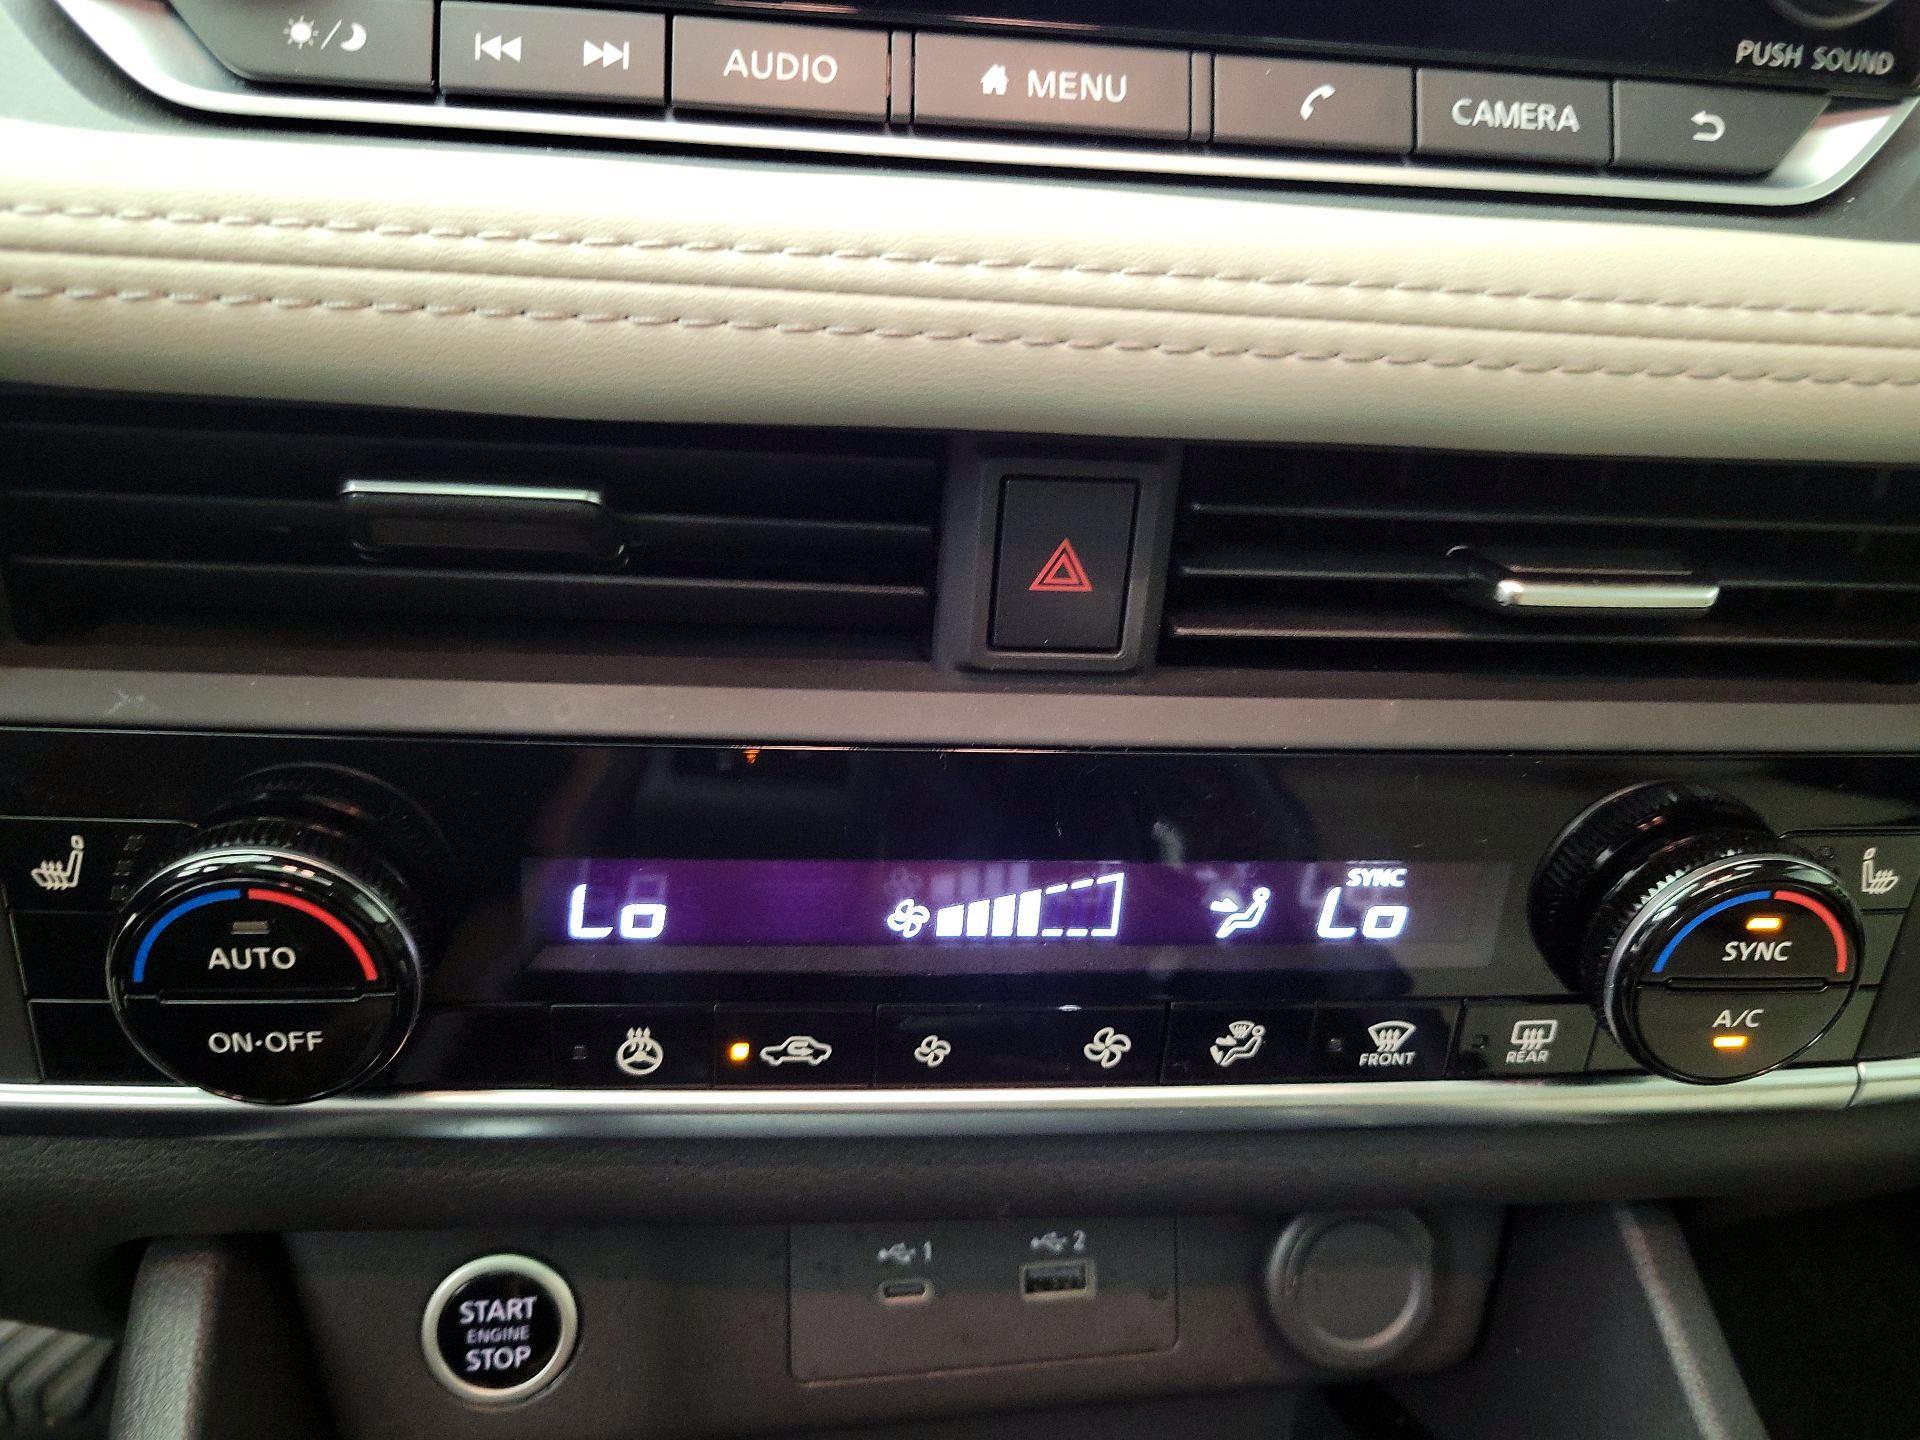 PUSH SOUND
AUDIO
MENU
CAMERA
Lo
SYNC
Lo
AUTO
ON•OFF
FRONT
REAR
SYNC
A/C
START
ENGINE
STOP
1
2